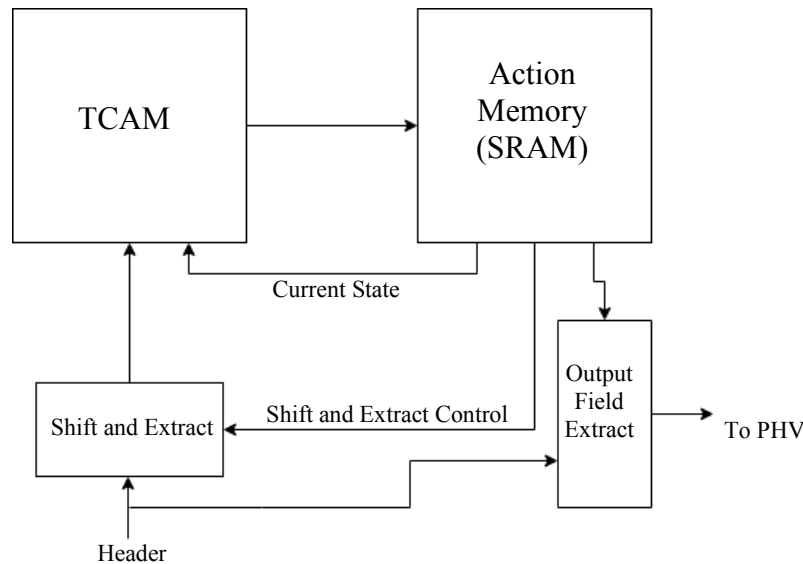 TCAM
Action
Memory
(SRAM)
Current State
Output
Field
Extract
Shift and Extract Control
Shift and Extract
To PHV
Header